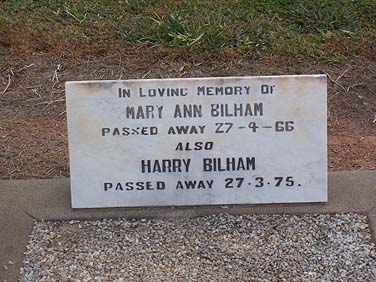 IN LOVING MEMORY OF
MARY ANN BILHAM
PASSED AWAY 27-4-66
ALSO
HARRY BILHAM
PASSED AWAY 27.3.75.